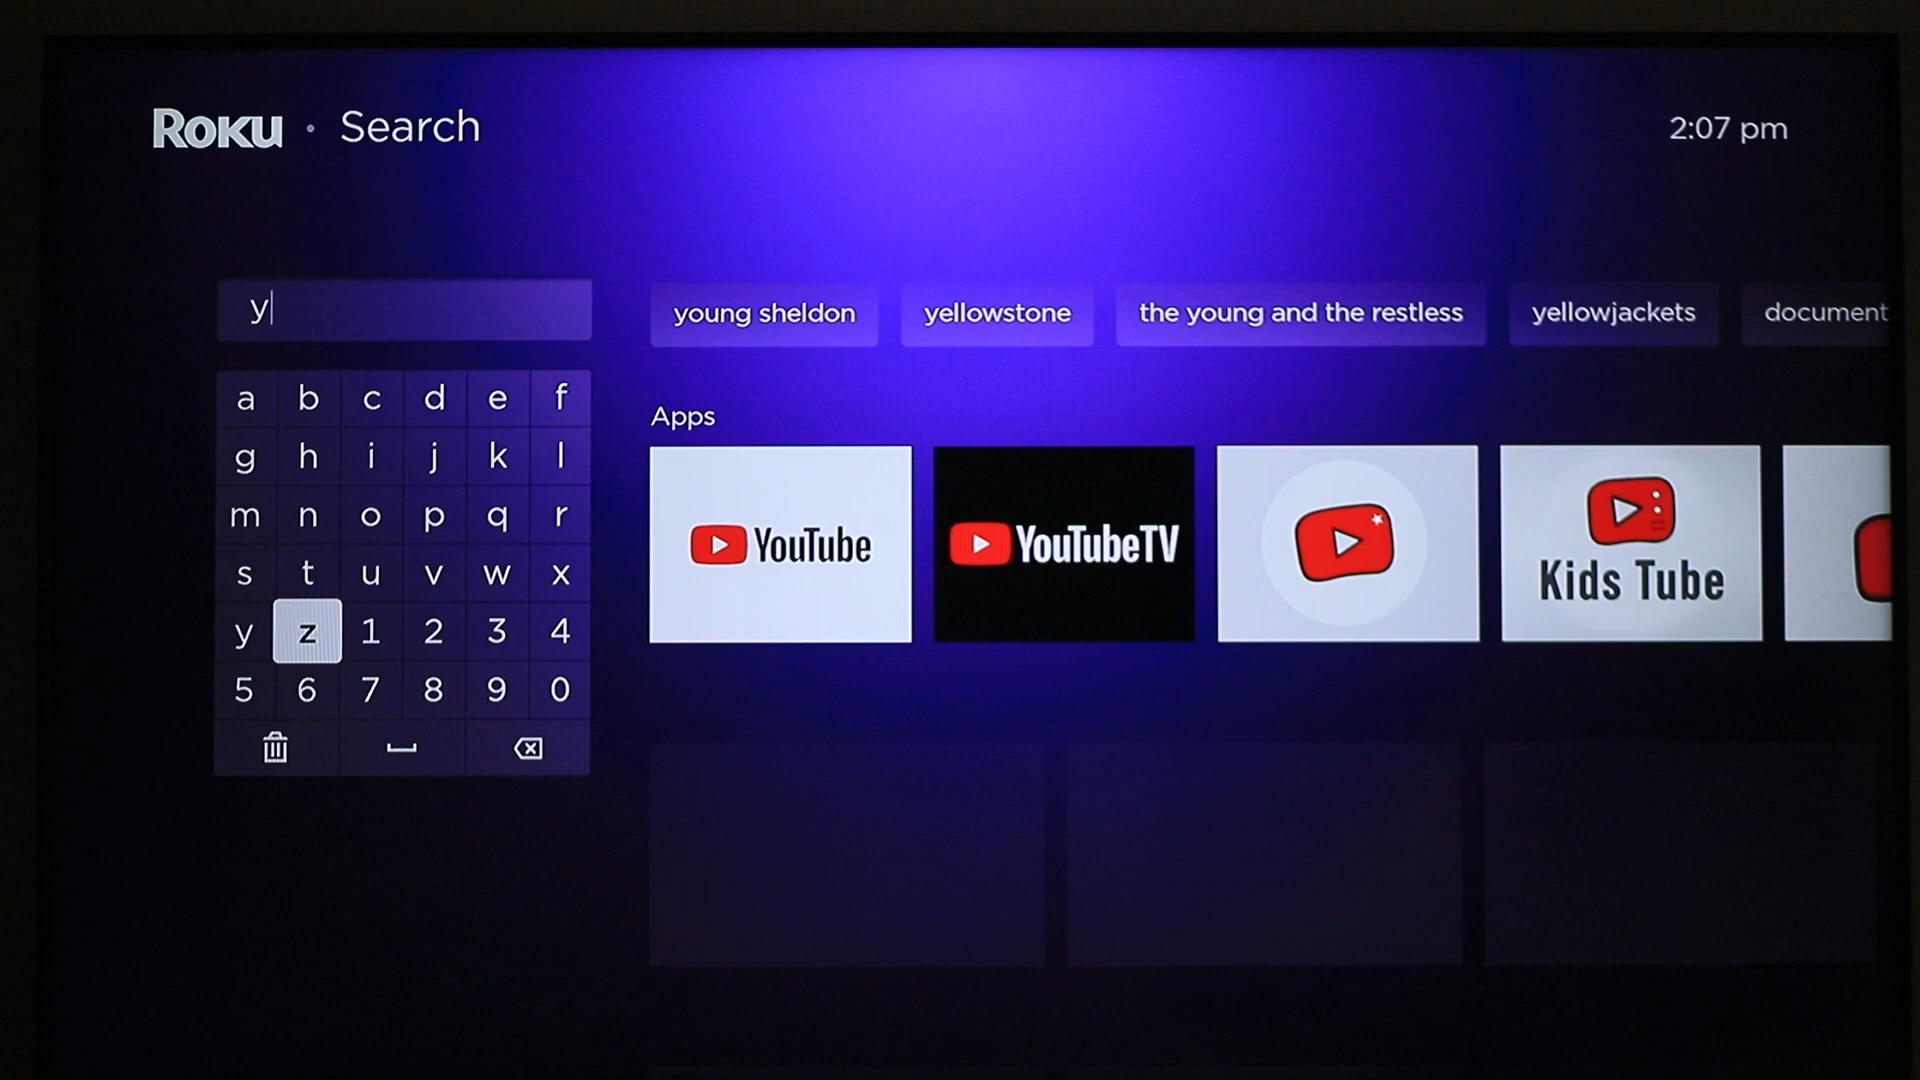 Roku • Search
2:07 pm
y
young sheldon
yellowstone
the young and the restless
yellowjackets
document
a b c d e f
g h i j k l
m n o p q r
s t u v w x
y z 1 2 3 4
5 6 7 8 9 0
Apps
YouTube
YouTubeTV
Kids Tube